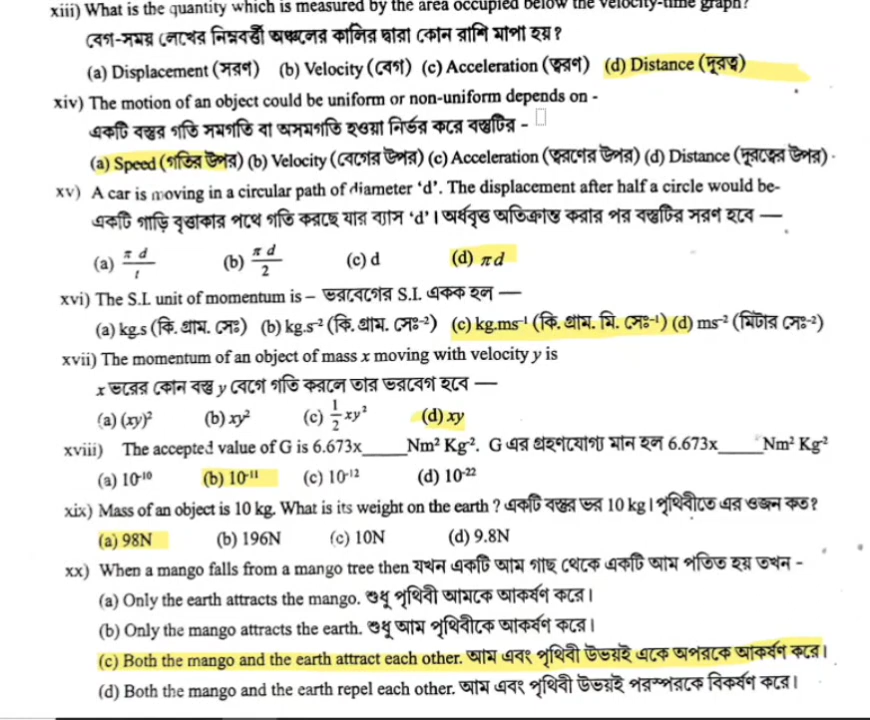 xiii) What is the quantity which is measured by the area occupied below the velocity-time graph?
বেগ-সময় লেখের নিম্নবর্তী অঞ্চলের কালির দ্বারা কোন রাশি মাপা হয়?
(a) Displacement (সরণ) (b) Velocity (বেগ) (c) Acceleration (ত্বরণ) (d) Distance (দূরত্ব)
xiv) The motion of an object could be uniform or non-uniform depends on -
একটি বস্তুর গতি সমগতি বা অসমগতি হওয়া নির্ভর করে বস্তুটির -
(a) Speed (গতির উপর) (b) Velocity (বেগের উপর) (c) Acceleration (ত্বরণের উপর) (d) Distance (দূরত্বের উপর)
xv) A car is moving in a circular path of diameter ‘d’. The displacement after half a circle would be-
একটি গাড়ি বৃত্তাকার পথে গতি করছে যার ব্যাস ‘d’। অর্ধবৃত্ত অতিক্রান্ত করার পর বস্তুটির সরণ হবে —
(a) π d / t (b) π d / 2 (c) d (d) πd
xvi) The S.I. unit of momentum is – ভরবেগের S.I. একক হল —
(a) kg.s (কি. গ্রাম. সেঃ) (b) kg.s⁻² (কি. গ্রাম. সেঃ⁻²) (c) kg.ms⁻¹ (কি. গ্রাম. মি. সেঃ⁻¹) (d) ms⁻² (মিটার সেঃ⁻²)
xvii) The momentum of an object of mass x moving with velocity y is
x ভরের কোন বস্তু y বেগে গতি করলে তার ভরবেগ হবে —
(a) (xy)² (b) xy² (c) 1/2 xy² (d) xy
xviii) The accepted value of G is 6.673x____Nm² Kg⁻². G এর গ্রহণযোগ্য মান হল 6.673x____Nm² Kg⁻²
(a) 10⁻¹⁰ (b) 10⁻¹¹ (c) 10⁻¹² (d) 10⁻²²
xix) Mass of an object is 10 kg. What is its weight on the earth ? একটি বস্তুর ভর 10 kg। পৃথিবীতে এর ওজন কত?
(a) 98N (b) 196N (c) 10N (d) 9.8N
xx) When a mango falls from a mango tree then যখন একটি আম গাছ থেকে একটি আম পতিত হয় তখন -
(a) Only the earth attracts the mango. শুধু পৃথিবী আমকে আকর্ষণ করে।
(b) Only the mango attracts the earth. শুধু আম পৃথিবীকে আকর্ষণ করে।
(c) Both the mango and the earth attract each other. আম এবং পৃথিবী উভয়ই একে অপরকে আকর্ষণ করে।
(d) Both the mango and the earth repel each other. আম এবং পৃথিবী উভয়ই পরস্পরকে বিকর্ষণ করে।